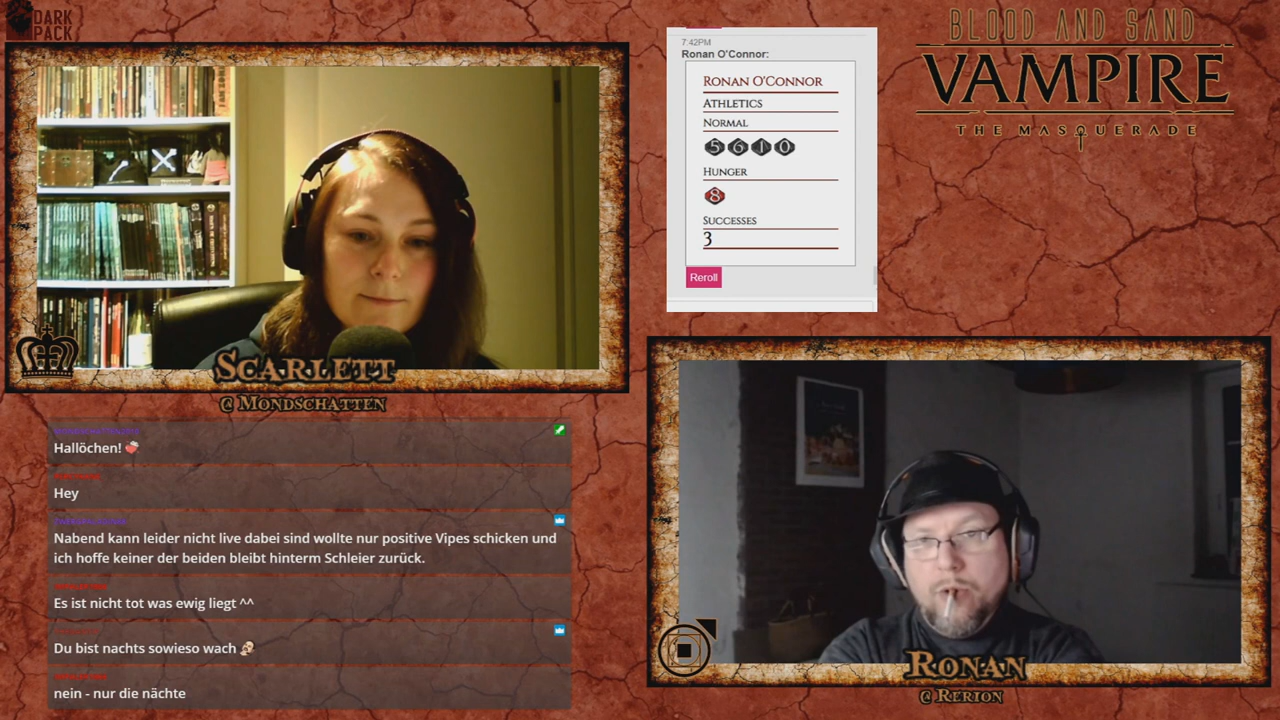 DARK
PACK
SCARLETT
@ MONDSCHATTEN
Hallöchen!
Hey
Nabend kann leider nicht live dabei sind wollte nur positive Vipes schicken und
ich hoffe keiner der beiden bleibt hinterm Schleier zurück.
Es ist nicht tot was ewig liegt ^^
Du bist nachts sowieso wach
nein - nur die nächte
7:42PM
Ronan O'Connor:
RONAN O'CONNOR
ATHLETICS
NORMAL
5 6 1 0
HUNGER
8
SUCCESSES
3
Reroll
BLOOD AND SAND
VAMPIRE
THE MASQUERADE
RONAN
@ RERION